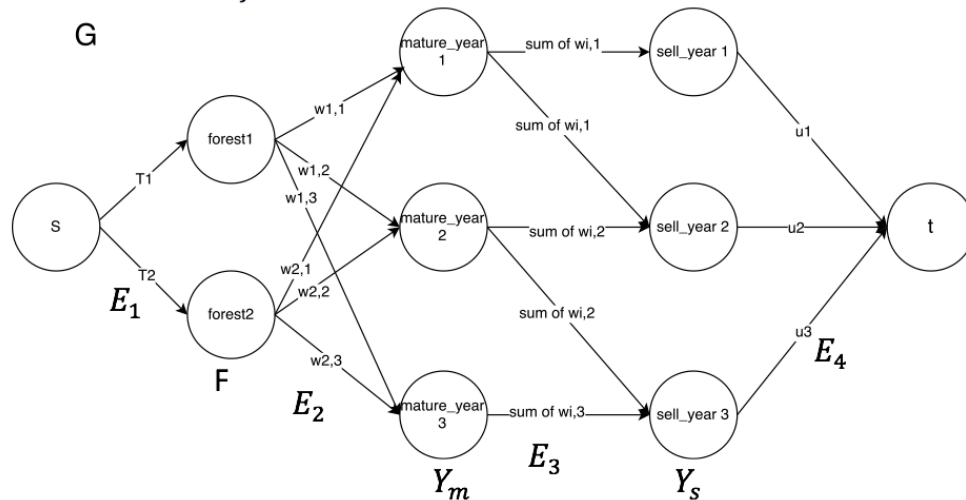 G
mature_year
1
sum of wi,1
sell_year 1
w1,1
sum of wi,1
u1
forest1
T1
w1,2
w1,3
S
mature_year
2
sum of wi,2
sell_year 2
u2
t
T2
w2,1
w2,2
E₁
forest2
sum of wi,2
u3
w2,3
E₄
F
E₂
mature_year
3
sum of wi,3
sell_year 3
E₃
Yₘ
Yₛ